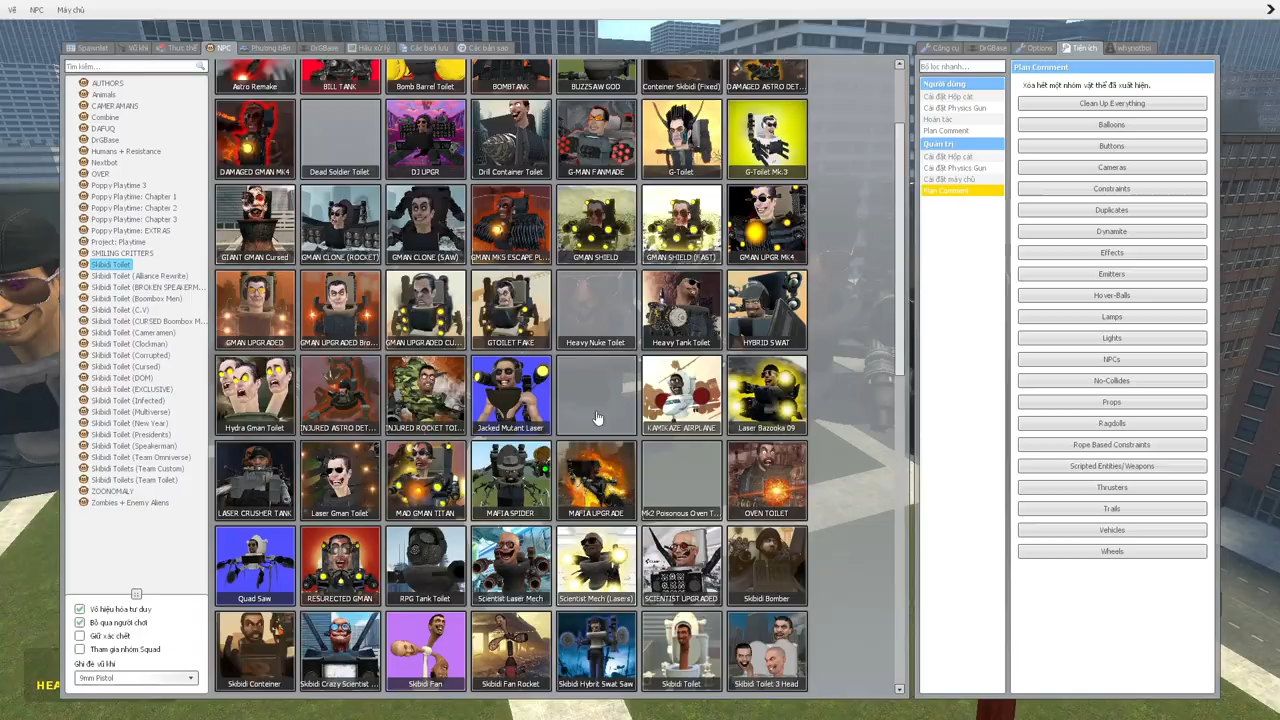 Vẽ NPC Máy chủ
Spawnlist Vũ khí Thực thể NPC Phương tiện DrGBase Hậu xử lý Các bản lưu Các bản sao
Công cụ DrGBase Options Tiện ích whynotboi
Tìm kiếm...
AUTHORS
Animals
CAMERAMANS
Combine
DAFUQ
DrGBase
Humans + Resistance
Nextbot
OVER
Poppy Playtime 3
Poppy Playtime: Chapter 1
Poppy Playtime: Chapter 2
Poppy Playtime: Chapter 3
Poppy Playtime: EXTRAS
Project: Playtime
SMILING CRITTERS
Skibidi Toilet
Skibidi Toilet (Alliance Rewrite)
Skibidi Toilet (BROKEN SPEAKERM...
Skibidi Toilet (Boombox Men)
Skibidi Toilet (C.V)
Skibidi Toilet (CURSED Boombox M...
Skibidi Toilet (Cameramen)
Skibidi Toilet (Clockman)
Skibidi Toilet (Corrupted)
Skibidi Toilet (Cursed)
Skibidi Toilet (DOM)
Skibidi Toilet (EXCLUSIVE)
Skibidi Toilet (Infected)
Skibidi Toilet (Multiverse)
Skibidi Toilet (New Year)
Skibidi Toilet (Presidents)
Skibidi Toilet (Speakerman)
Skibidi Toilet (Team Omniverse)
Skibidi Toilets (Team Custom)
Skibidi Toilets (Team Toilet)
ZOONOMALY
Zombies + Enemy Aliens
Vô hiệu hóa tư duy
Bỏ qua người chơi
Giữ xác chết
Tham gia nhóm Squad
Ghi đè vũ khí
9mm Pistol
HEA
Astro Remake BILL TANK Bomb Barrel Toilet BOMBTANK BUZZSAW GOD Container Skibidi (Fixed) DAMAGED ASTRO DET...
DAMAGED GMAN Mk4 Dead Soldier Toilet DJ UPGR Drill Container Toilet G-MAN FANMADE G-Toilet G-Toilet Mk.3
GIANT GMAN Cursed GMAN CLONE (ROCKET) GMAN CLONE (SAW) GMAN MK5 ESCAPE PL... GMAN SHIELD GMAN SHIELD (FAST) GMAN UPGR MK4
GMAN UPGRADED GMAN UPGRADED Bro... GMAN UPGRADED CU... GTOILET FAKE Heavy Nuke Toilet Heavy Tank Toilet HYBRID SWAT
Hydra Gman Toilet INJURED ASTRO DET... INJURED ROCKET TOI... Jacked Mutant Laser KAMIKAZE AIRPLANE Laser Bazooka 09
LASER CRUSHER TANK Laser Gman Toilet MAD GMAN TITAN MAFIA SPIDER MAFIA UPGRADE Mk2 Poisonous Oven T... OVEN TOILET
Quad Saw RESURECTED GMAN RPG Tank Toilet Scientist Laser Mech Scientist Mech (Lasers) SCIENTIST UPGRADED Skibidi Bomber
Skibidi Container Skibidi Crazy Scientist ... Skibidi Fan Skibidi Fan Rocket Skibidi Hybrit Swat Saw Skibidi Toilet Skibidi Toilet 3 Head
Bộ lọc nhanh...
Người dùng
Cài đặt Hộp cát
Cài đặt Physics Gun
Hoàn tác
Plan Comment
Quản trị
Cài đặt Hộp cát
Cài đặt Physics Gun
Cài đặt máy chủ
Plan Comment
Plan Comment
Xóa hết một nhóm vật thể đã xuất hiện.
Clean Up Everything
Balloons
Buttons
Cameras
Constraints
Duplicates
Dynamite
Effects
Emitters
Hover-Balls
Lamps
Lights
NPCs
No-Collides
Props
Ragdolls
Rope Based Constraints
Scripted Entities/Weapons
Thrusters
Trails
Vehicles
Wheels